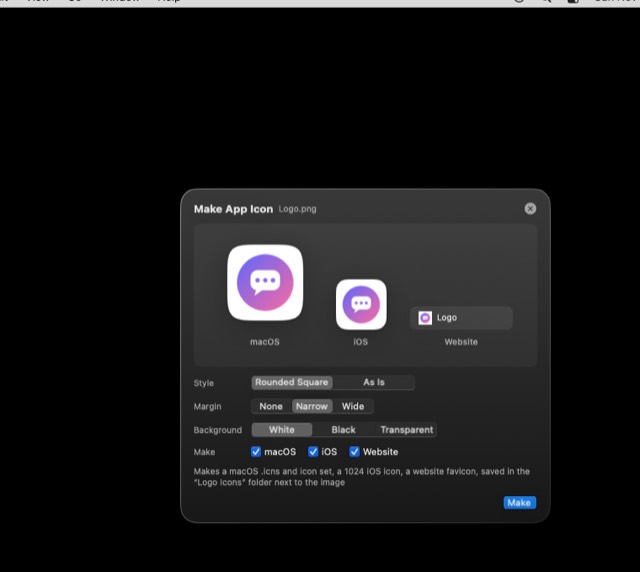 Make App Icon Logo.png
Logo
macOS iOS Website
Style Rounded Square As Is
Margin None Narrow Wide
Background White Black Transparent
Make macOS iOS Website
Makes a macOS .icns and icon set, a 1024 iOS icon, a website favicon, saved in the
"Logo icons" folder next to the image
Make